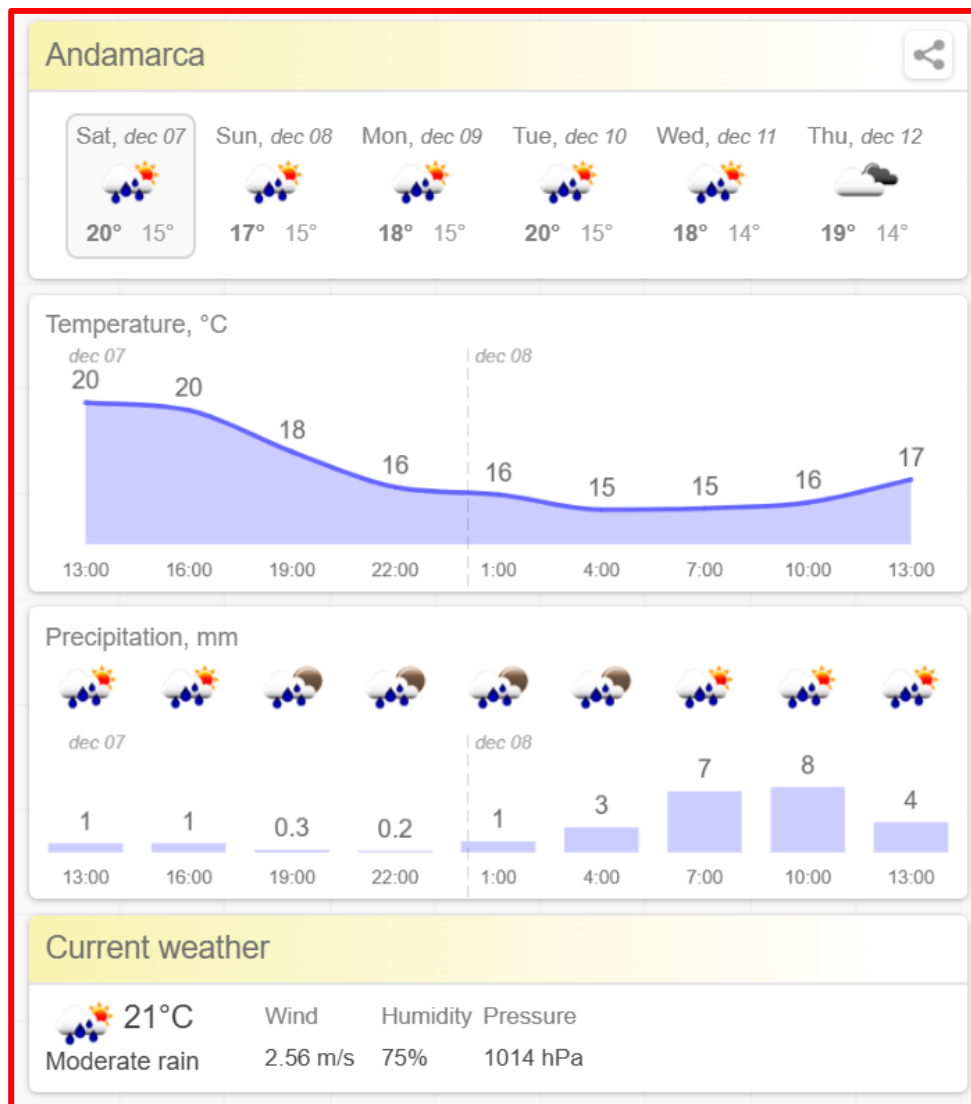 Andamarca
Sat, dec 07 Sun, dec 08 Mon, dec 09 Tue, dec 10 Wed, dec 11 Thu, dec 12
20° 15° 17° 15° 18° 15° 20° 15° 18° 14° 19° 14°
Temperature, °C
dec 07 dec 08
20 20 18 16 16 15 15 16 17
13:00 16:00 19:00 22:00 1:00 4:00 7:00 10:00 13:00
Precipitation, mm
dec 07 dec 08
1 1 0.3 0.2 1 3 7 8 4
13:00 16:00 19:00 22:00 1:00 4:00 7:00 10:00 13:00
Current weather
21°C Wind Humidity Pressure
Moderate rain 2.56 m/s 75% 1014 hPa